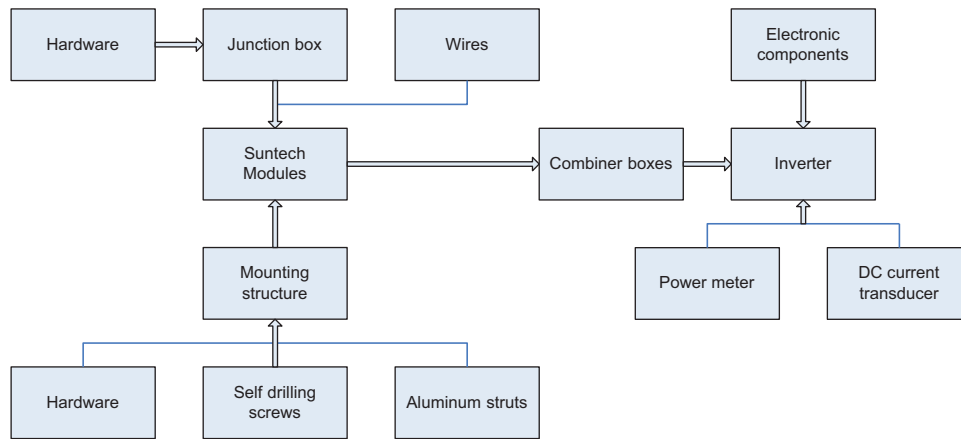 Hardware
Junction box
Wires
Electronic
components
Suntech
Modules
Combiner boxes
Inverter
Mounting
structure
Power meter
DC current
transducer
Hardware
Self drilling
screws
Aluminum struts